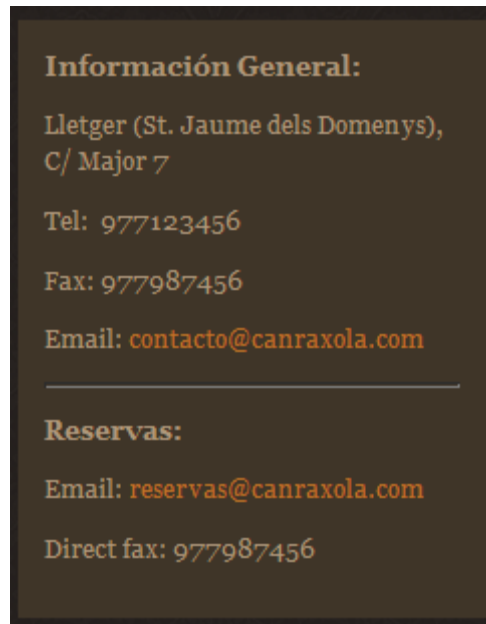 Información General:
Lletger (St. Jaume dels Domenys),
C/ Major 7
Tel: 977123456
Fax: 977987456
Email: contacto@canraxola.com
Reservas:
Email: reservas@canraxola.com
Direct fax: 977987456